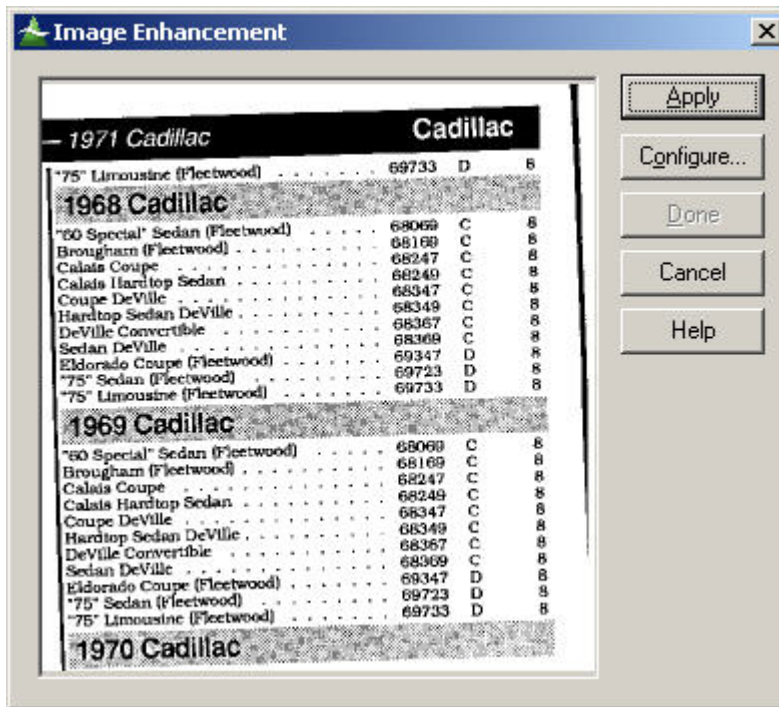 Image Enhancement
Apply
Configure...
Done
Cancel
Help
– 1971 Cadillac Cadillac
"75" Limousine (Fleetwood) . . . . . . . 69733 D 8
1968 Cadillac
"60 Special" Sedan (Fleetwood) . . . . . 68069 C 8
Brougham (Fleetwood) . . . . . . . . . 68169 C 8
Calais Coupe . . . . . . . . . . . . . 68247 C 8
Calais Hardtop Sedan . . . . . . . . . 68249 C 8
Coupe DeVille . . . . . . . . . . . . 68347 C 8
Hardtop Sedan DeVille . . . . . . . . . 68349 C 8
DeVille Convertible . . . . . . . . . . 68367 C 8
Sedan DeVille . . . . . . . . . . . . 68369 C 8
Eldorado Coupe (Fleetwood) . . . . . . 69347 D 8
"75" Sedan (Fleetwood) . . . . . . . . 69723 D 8
"75" Limousine (Fleetwood) . . . . . . . 69733 D 8
1969 Cadillac
"60 Special" Sedan (Fleetwood) . . . . . 68069 C 8
Brougham (Fleetwood) . . . . . . . . . 68169 C 8
Calais Coupe . . . . . . . . . . . . . 68247 C 8
Calais Hardtop Sedan . . . . . . . . . 68249 C 8
Coupe DeVille . . . . . . . . . . . . 68347 C 8
Hardtop Sedan DeVille . . . . . . . . . 68349 C 8
DeVille Convertible . . . . . . . . . . 68367 C 8
Sedan DeVille . . . . . . . . . . . . 68369 C 8
Eldorado Coupe (Fleetwood) . . . . . . 69347 D 8
"75" Sedan (Fleetwood) . . . . . . . . 69723 D 8
"75" Limousine (Fleetwood) . . . . . . . 69733 D 8
1970 Cadillac